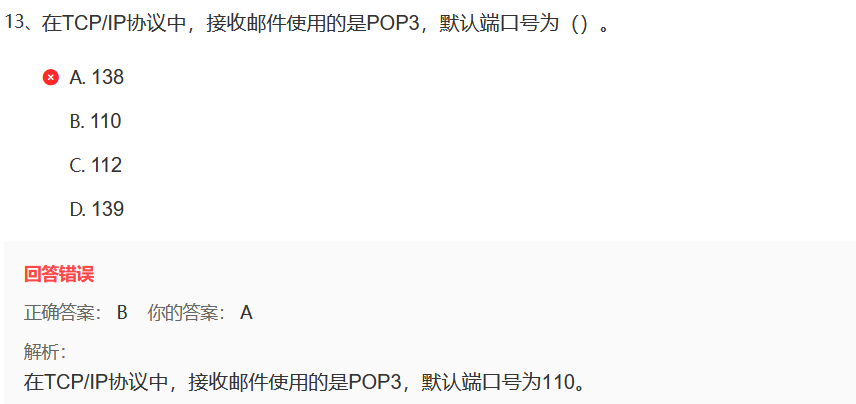 13、在TCP/IP协议中，接收邮件使用的是POP3，默认端口号为（）。
A. 138
B. 110
C. 112
D. 139
回答错误
正确答案： B 你的答案： A
解析：
在TCP/IP协议中，接收邮件使用的是POP3，默认端口号为110。